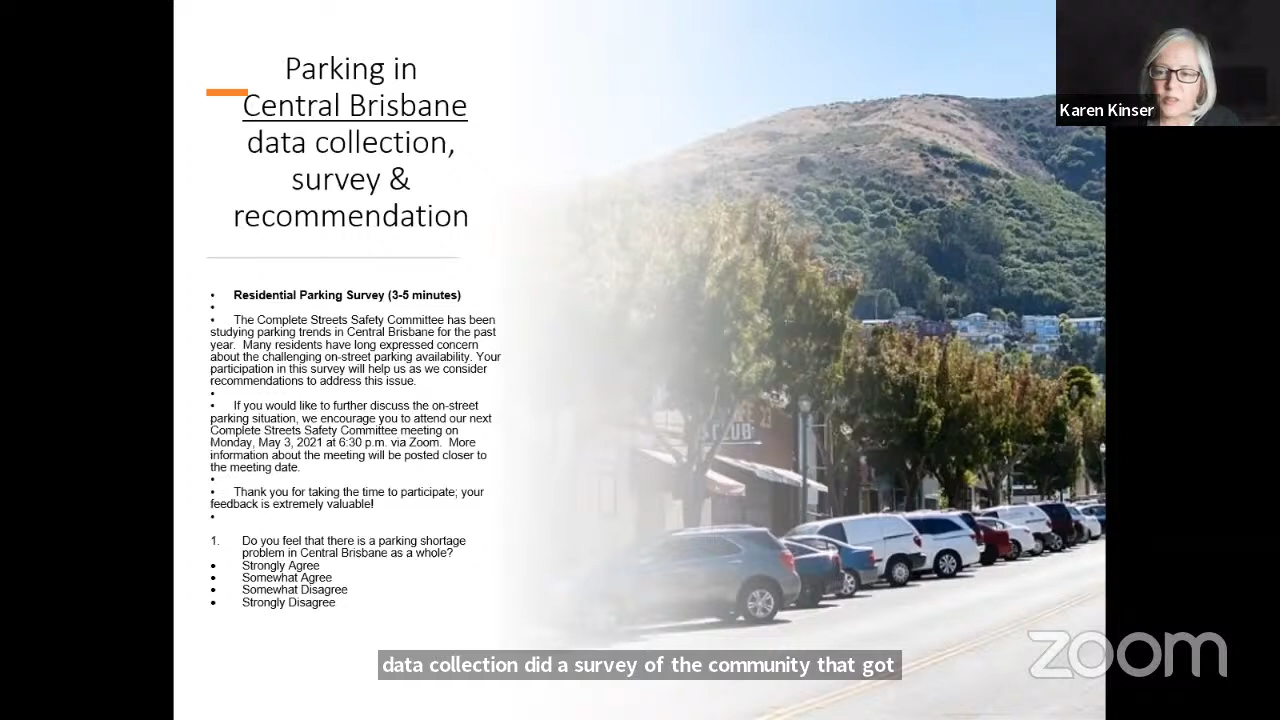 Parking in
Central Brisbane
data collection,
survey &
recommendation
Karen Kinser
• Residential Parking Survey (3-5 minutes)
•
• The Complete Streets Safety Committee has been
studying parking trends in Central Brisbane for the past
year. Many residents have long expressed concern
about the challenging on-street parking availability. Your
participation in this survey will help us as we consider
recommendations to address this issue.
•
• If you would like to further discuss the on-street
parking situation, we encourage you to attend our next
Complete Streets Safety Committee meeting on
Monday, May 3, 2021 at 6:30 p.m. via Zoom. More
information about the meeting will be posted closer to
the meeting date.
•
• Thank you for taking the time to participate; your
feedback is extremely valuable!
•
1. Do you feel that there is a parking shortage
problem in Central Brisbane as a whole?
• Strongly Agree
• Somewhat Agree
• Somewhat Disagree
• Strongly Disagree
CLUB
data collection did a survey of the community that got
zoom